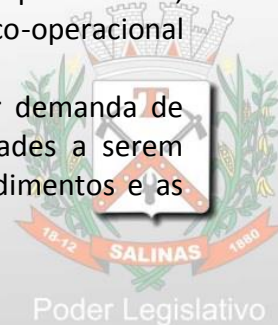 co-operacional
demanda de
ades a serem
dimentos e as
T
18-12 SALINAS 1880
Poder Legislativo